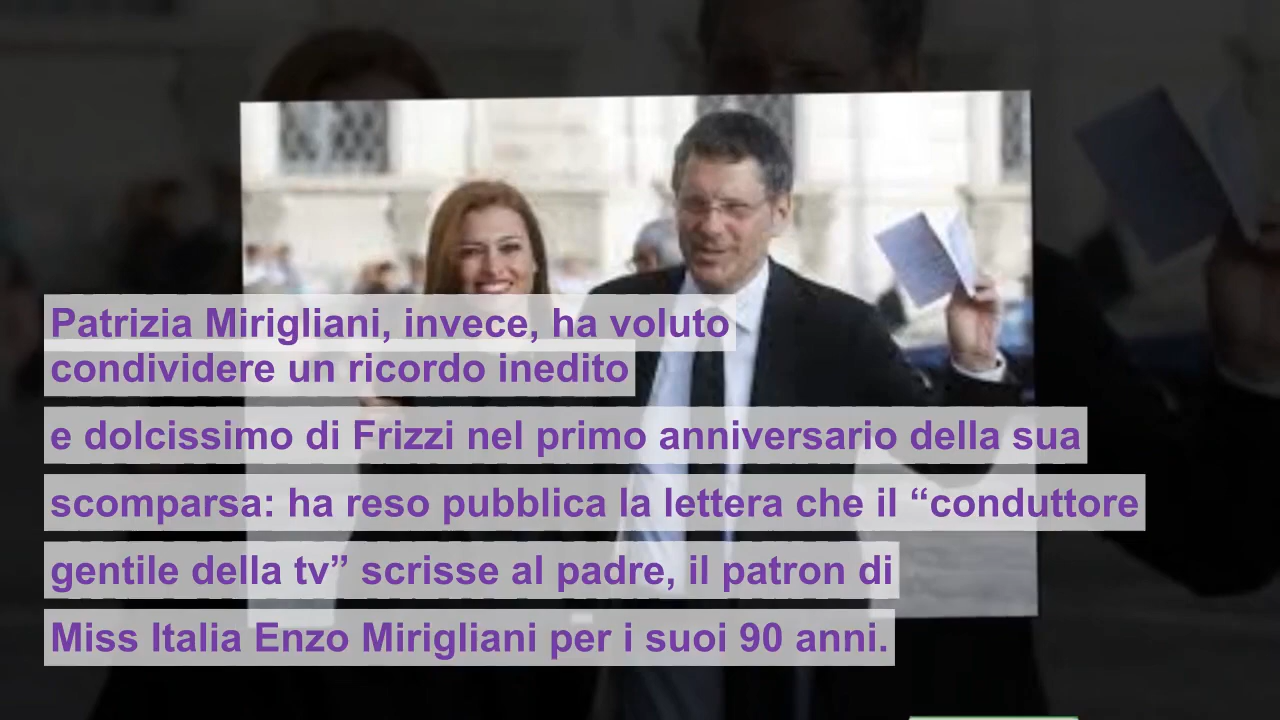 Patrizia Mirigliani, invece, ha voluto
condividere un ricordo inedito
e dolcissimo di Frizzi nel primo anniversario della sua
scomparsa: ha reso pubblica la lettera che il “conduttore
gentile della tv” scrisse al padre, il patron di
Miss Italia Enzo Mirigliani per i suoi 90 anni.